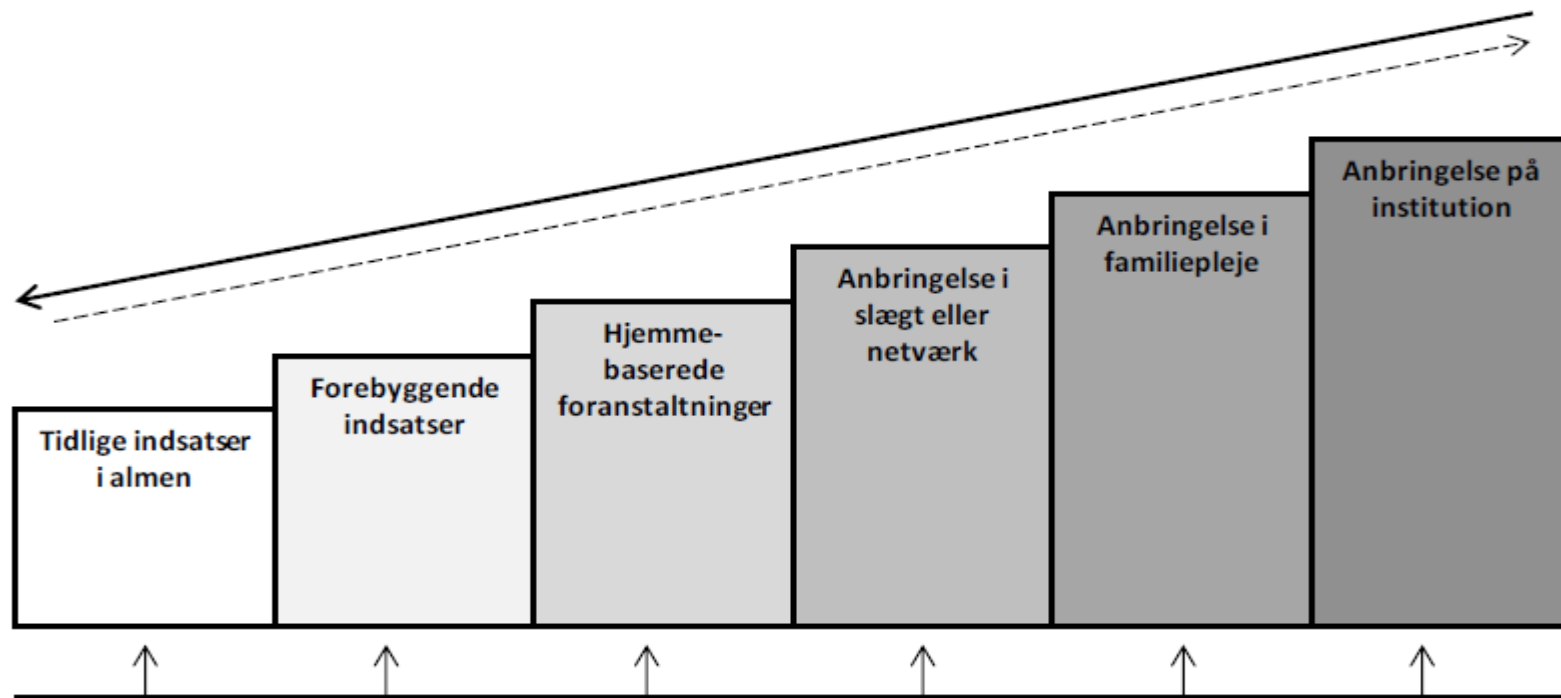 Tidlige indsatser
i almen
Forebyggende
indsatser
Hjemme-
baserede
foranstaltninger
Anbringelse i
slægt eller
netværk
Anbringelse i
familiepleje
Anbringelse på
institution